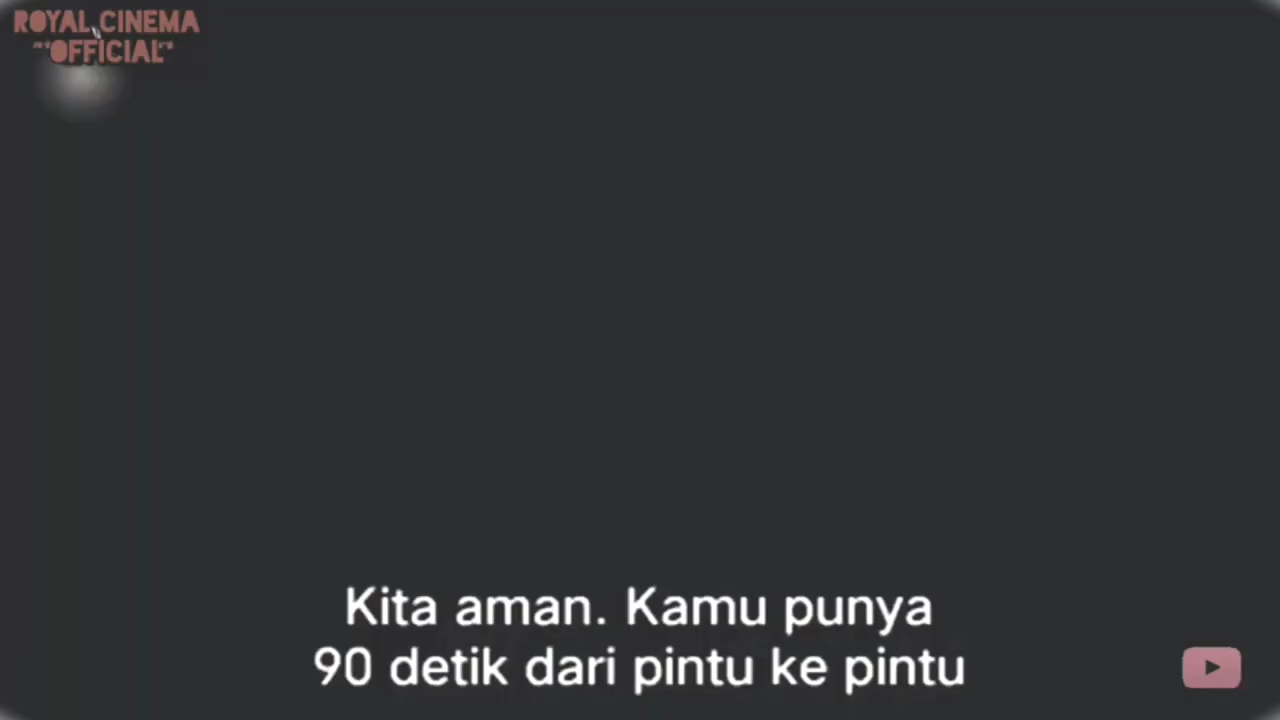 ROYAL CINEMA
"OFFICIAL"
Kita aman. Kamu punya
90 detik dari pintu ke pintu